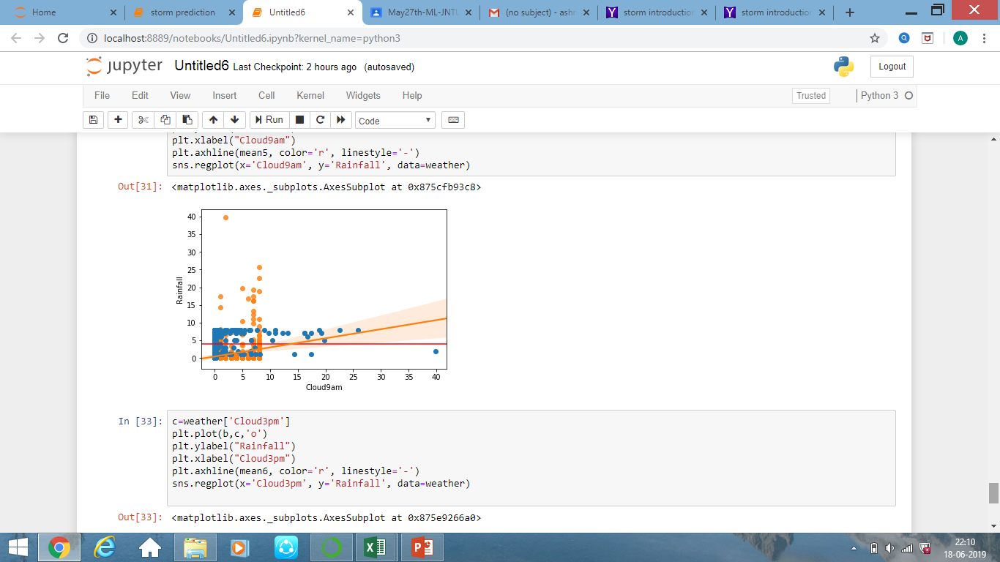 Home
storm prediction
Untitled6
May27th-ML-JNTU
(no subject) - ashr
storm introduction
storm introduction
localhost:8889/notebooks/Untitled6.ipynb?kernel_name=python3
A
jupyter Untitled6 Last Checkpoint: 2 hours ago (autosaved)
Logout
File Edit View Insert Cell Kernel Widgets Help
Trusted
Python 3
Run
Code
plt.xlabel("Cloud9am")
plt.axhline(mean5, color='r', linestyle='-')
sns.regplot(x='Cloud9am', y='Rainfall', data=weather)
Out[31]: <matplotlib.axes._subplots.AxesSubplot at 0x875cfb93c8>
40
35
30
25
20
15
10
5
0
Rainfall
0 5 10 15 20 25 30 35 40
Cloud9am
In [33]: c=weather['Cloud3pm']
plt.plot(b,c,'o')
plt.ylabel("Rainfall")
plt.xlabel("Cloud3pm")
plt.axhline(mean6, color='r', linestyle='-')
sns.regplot(x='Cloud3pm', y='Rainfall', data=weather)
Out[33]: <matplotlib.axes._subplots.AxesSubplot at 0x875e9266a0>
22:10
18-06-2019